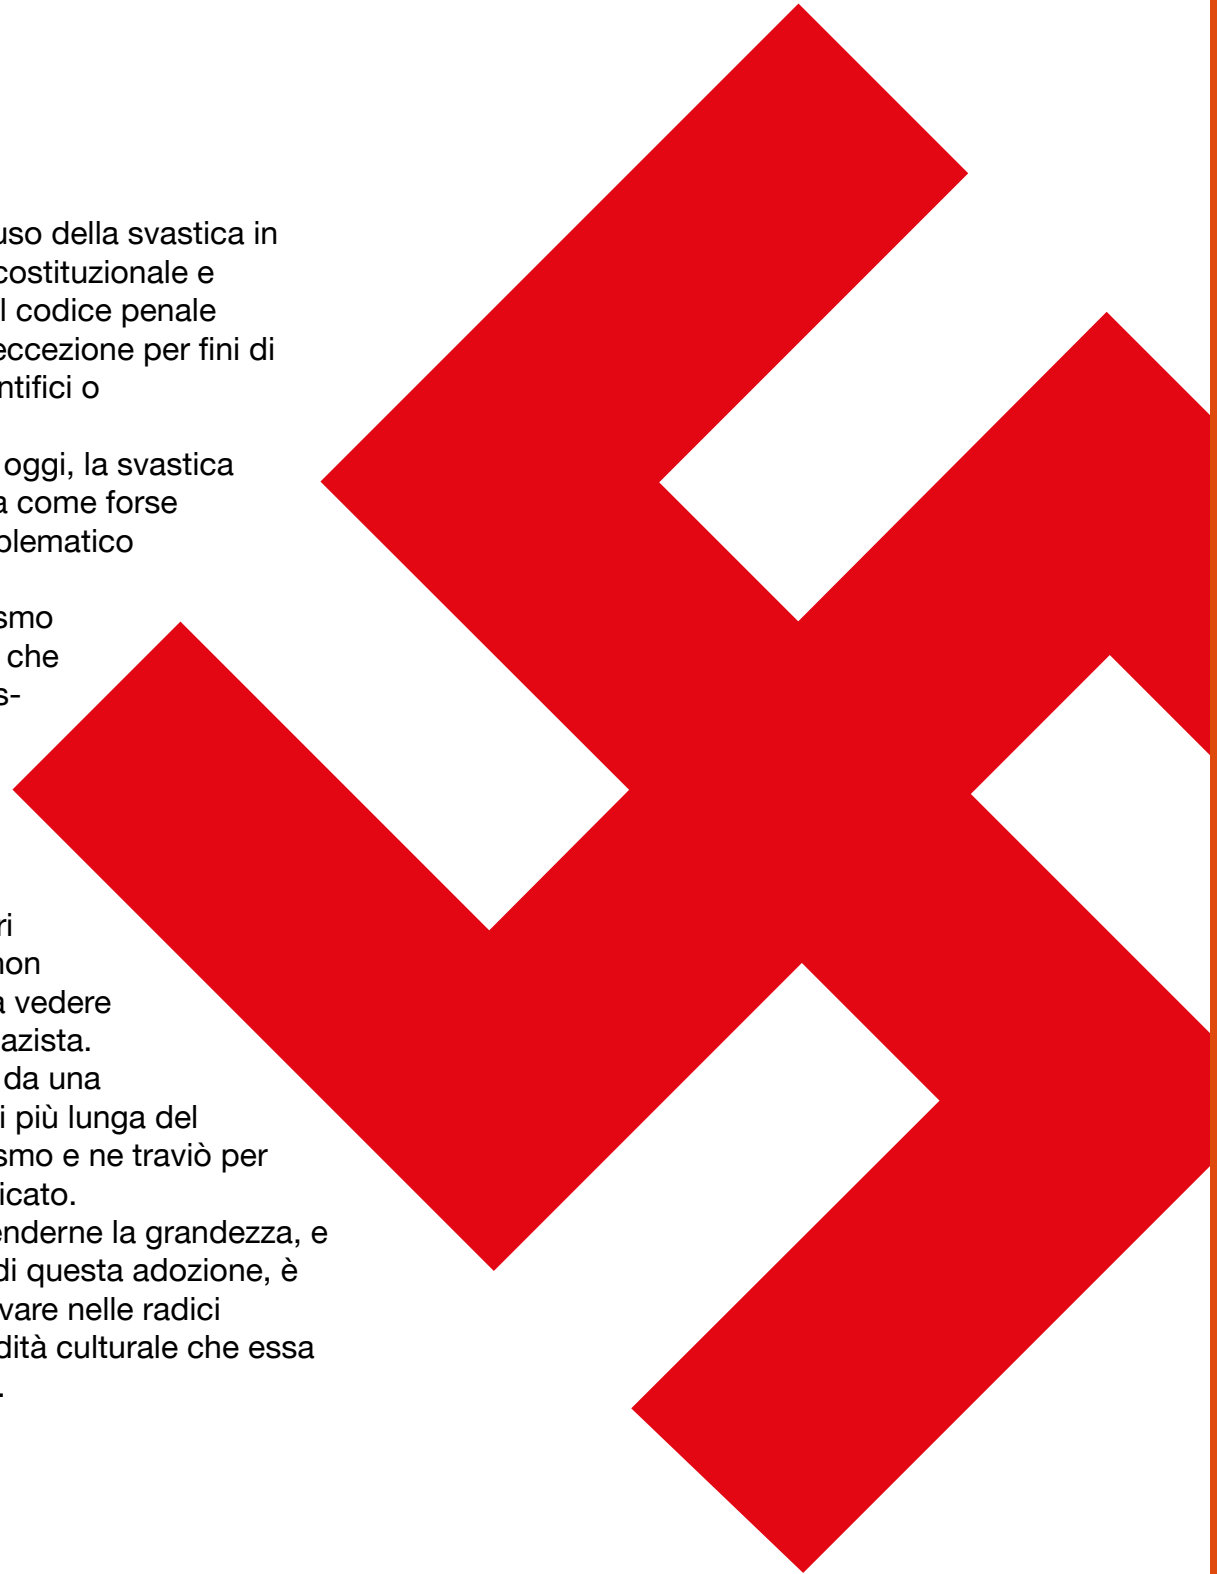 uso della svastica in
costituzionale e
l codice penale
eccezione per fini di
ntifici o
oggi, la svastica
a come forse
blematico
smo
che
s-
ri
non
a vedere
azista.
da una
i più lunga del
smo e ne traviò per
icato.
enderne la grandezza, e
di questa adozione, è
vare nelle radici
dità culturale che essa
.